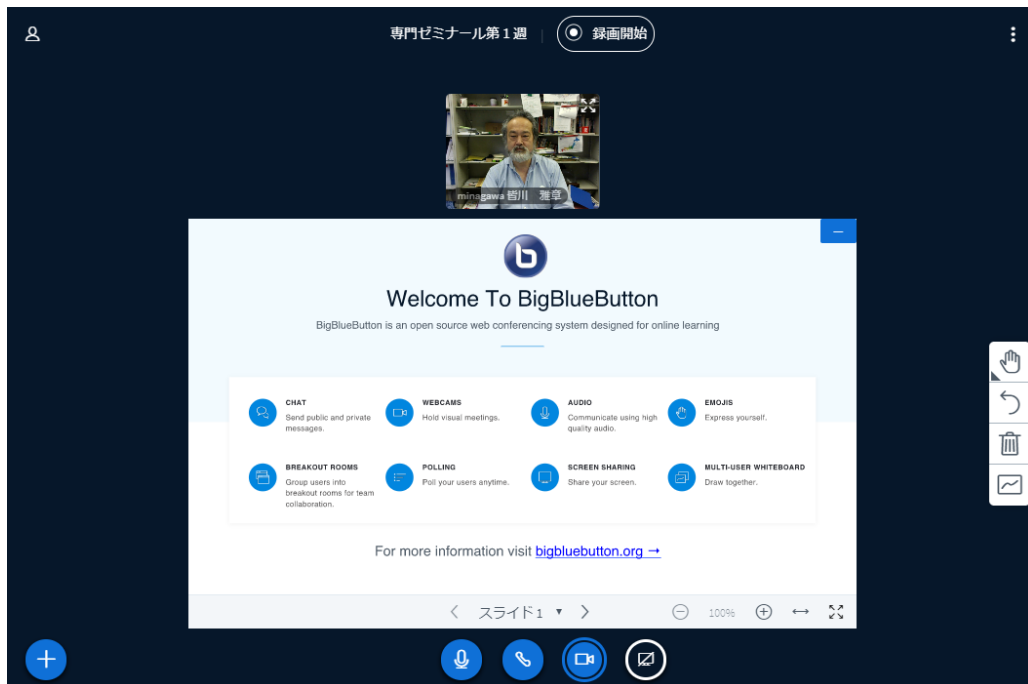 専門ゼミナール第1週
録画開始
minagawa 皆川 雅章
Welcome To BigBlueButton
BigBlueButton is an open source web conferencing system designed for online learning
CHAT
Send public and private
messages.
WEBCAMS
Hold visual meetings.
AUDIO
Communicate using high
quality audio.
EMOJIS
Express yourself.
BREAKOUT ROOMS
Group users into
breakout rooms for team
collaboration.
POLLING
Poll your users anytime.
SCREEN SHARING
Share your screen.
MULTI-USER WHITEBOARD
Draw together.
For more information visit bigbluebutton.org →
スライド1
100%